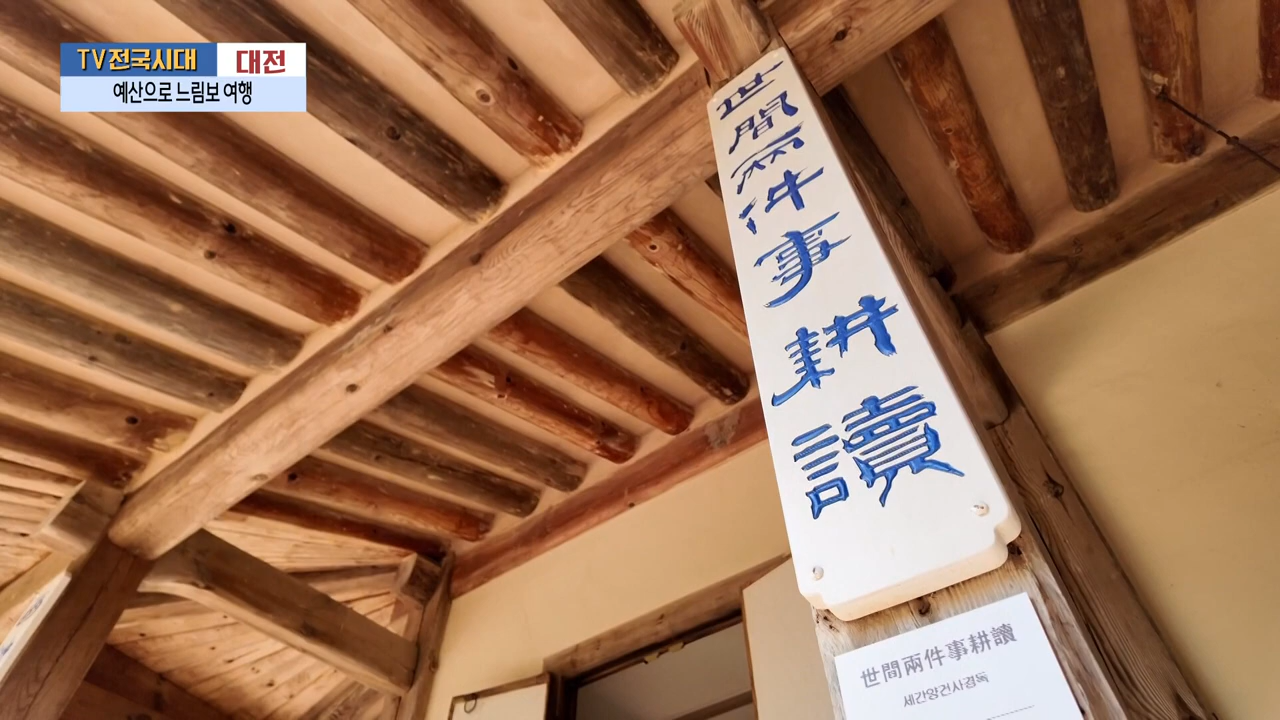 TV전국시대 대전
예산으로 느림보 여행
世間兩件事耕讀
世間兩件事耕讀
세간양건사경독